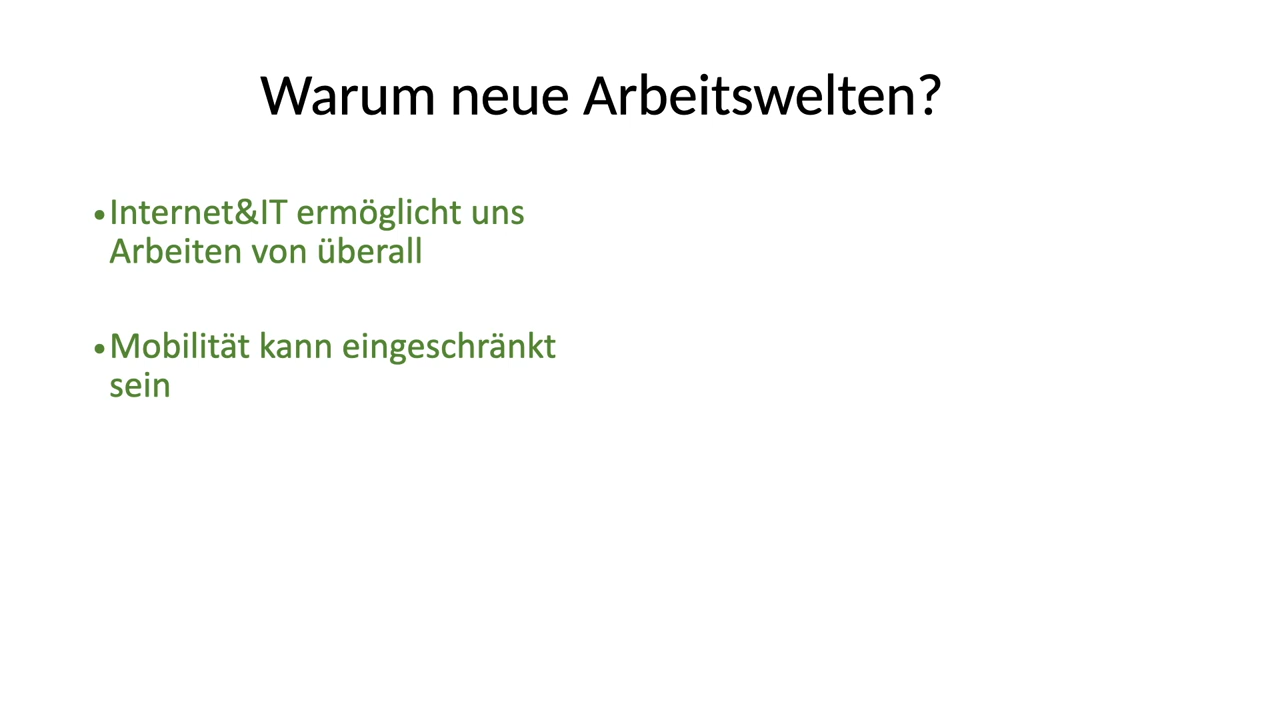 Warum neue Arbeitswelten?
•Internet&IT ermöglicht uns
Arbeiten von überall
•Mobilität kann eingeschränkt
sein